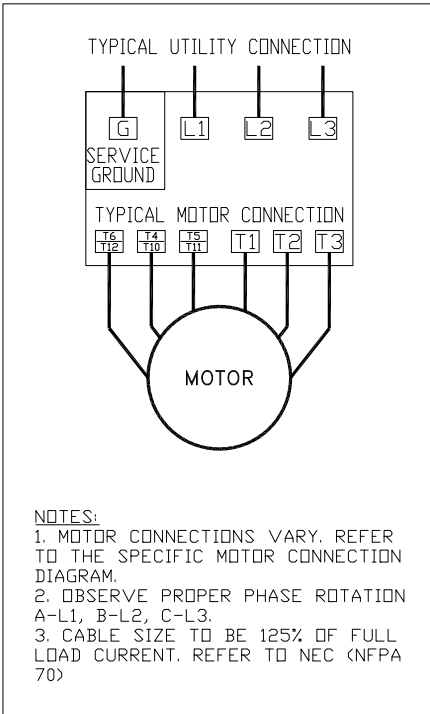 TYPICAL UTILITY CONNECTION
G L1 L2 L3
SERVICE
GROUND
TYPICAL MOTOR CONNECTION
T6 T4 T5 T1 T2 T3
T12 T10 T11
MOTOR
NOTES:
1. MOTOR CONNECTIONS VARY. REFER
TO THE SPECIFIC MOTOR CONNECTION
DIAGRAM.
2. OBSERVE PROPER PHASE ROTATION
A-L1, B-L2, C-L3.
3. CABLE SIZE TO BE 125% OF FULL
LOAD CURRENT. REFER TO NEC (NFPA
70)